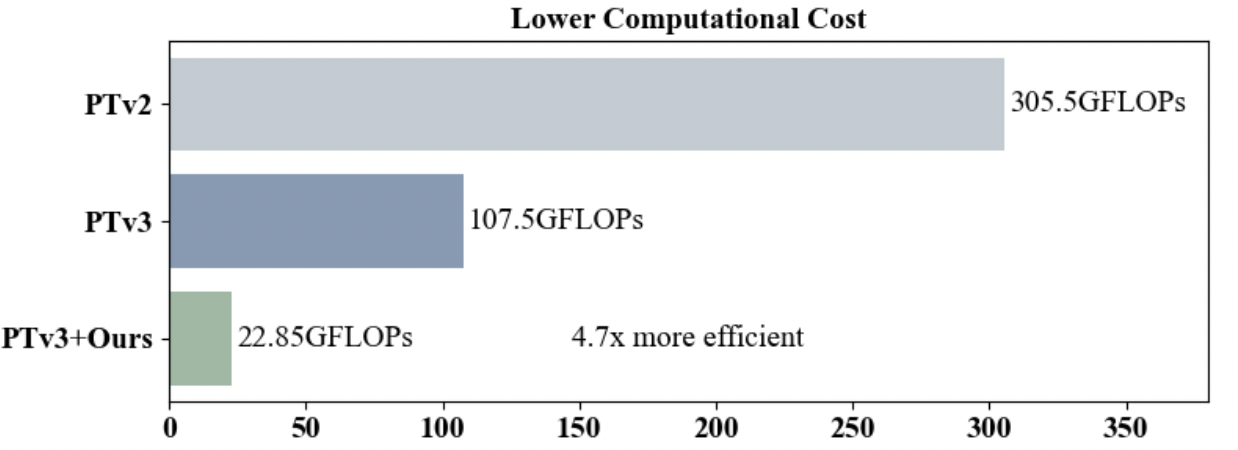 Lower Computational Cost
PTv2
305.5GFLOPs
PTv3
107.5GFLOPs
PTv3+Ours
22.85GFLOPs
4.7x more efficient
0 50 100 150 200 250 300 350